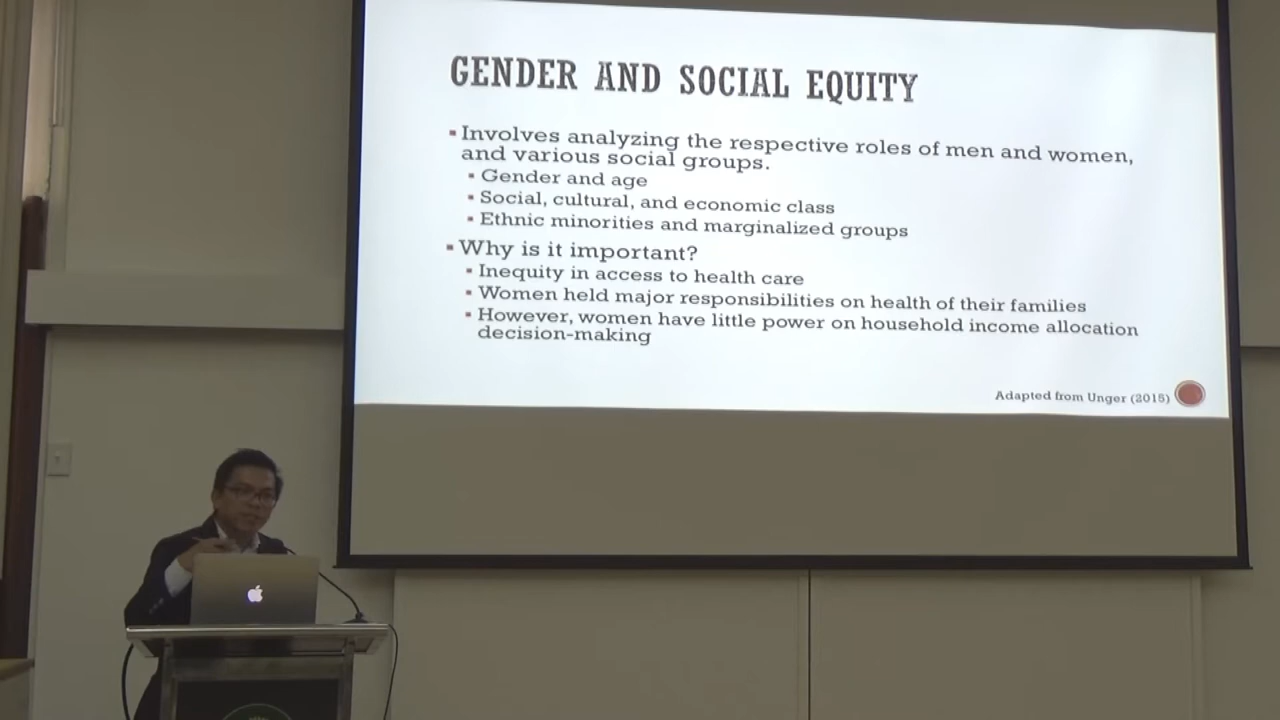 GENDER AND SOCIAL EQUITY
▪ Involves analyzing the respective roles of men and women,
and various social groups.
▪ Gender and age
▪ Social, cultural, and economic class
▪ Ethnic minorities and marginalized groups
▪ Why is it important?
▪ Inequity in access to health care
▪ Women held major responsibilities on health of their families
▪ However, women have little power on household income allocation
decision-making
Adapted from Unger (2015)